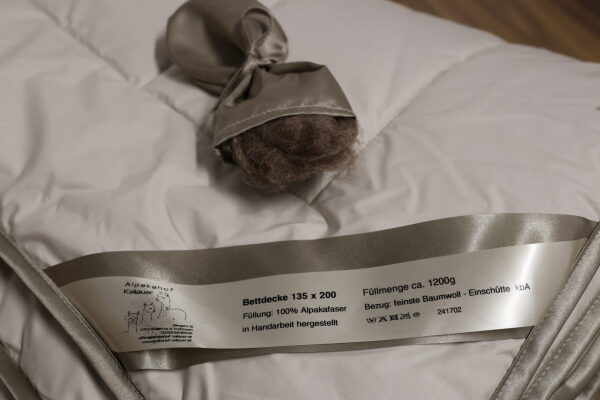 Alpakahof
Kaliauer
Bettdecke 135 x 200
Füllung: 100% Alpakafaser
in Handarbeit hergestellt
Füllmenge ca. 1200g
Bezug: feinste Baumwoll - Einschütte kbA
241702